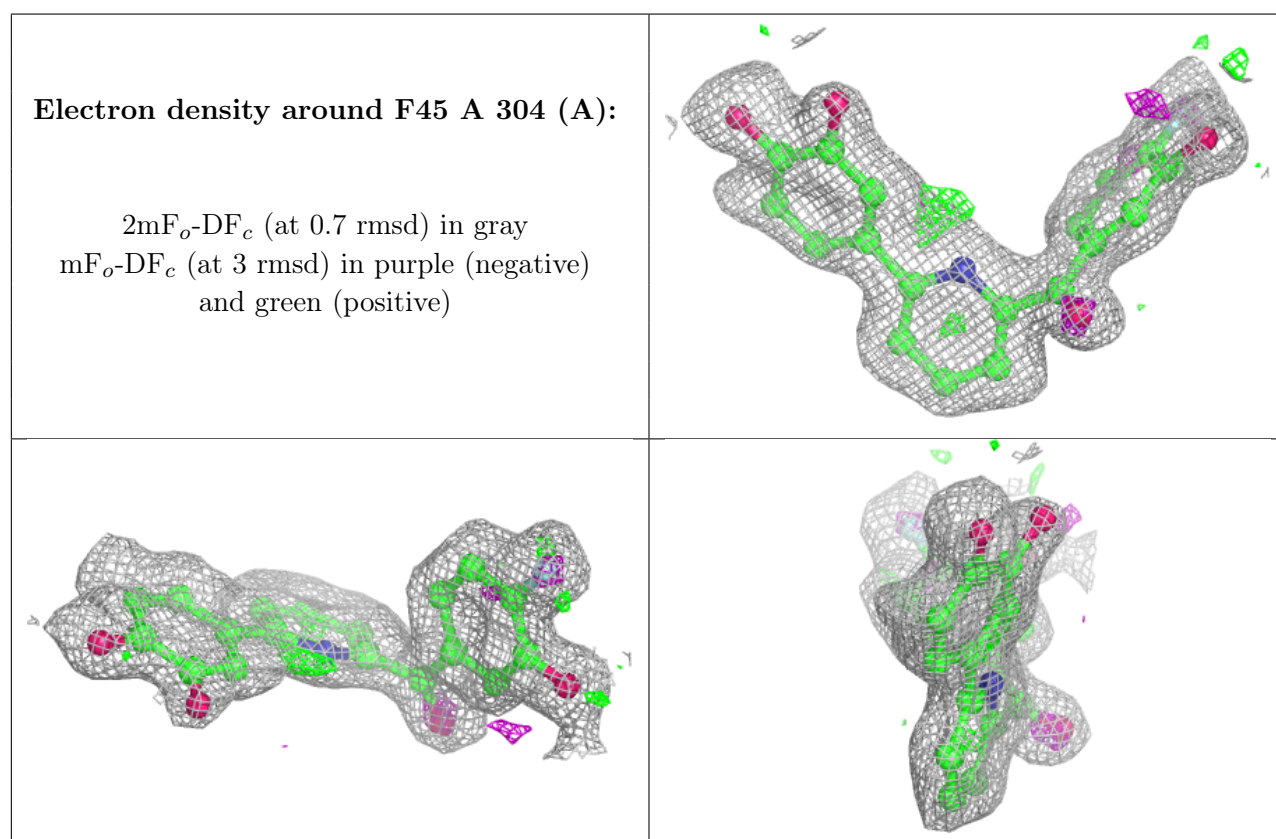 Electron density around F45 A 304 (A):
2mFo-DFc (at 0.7 rmsd) in gray
mFo-DFc (at 3 rmsd) in purple (negative)
and green (positive)